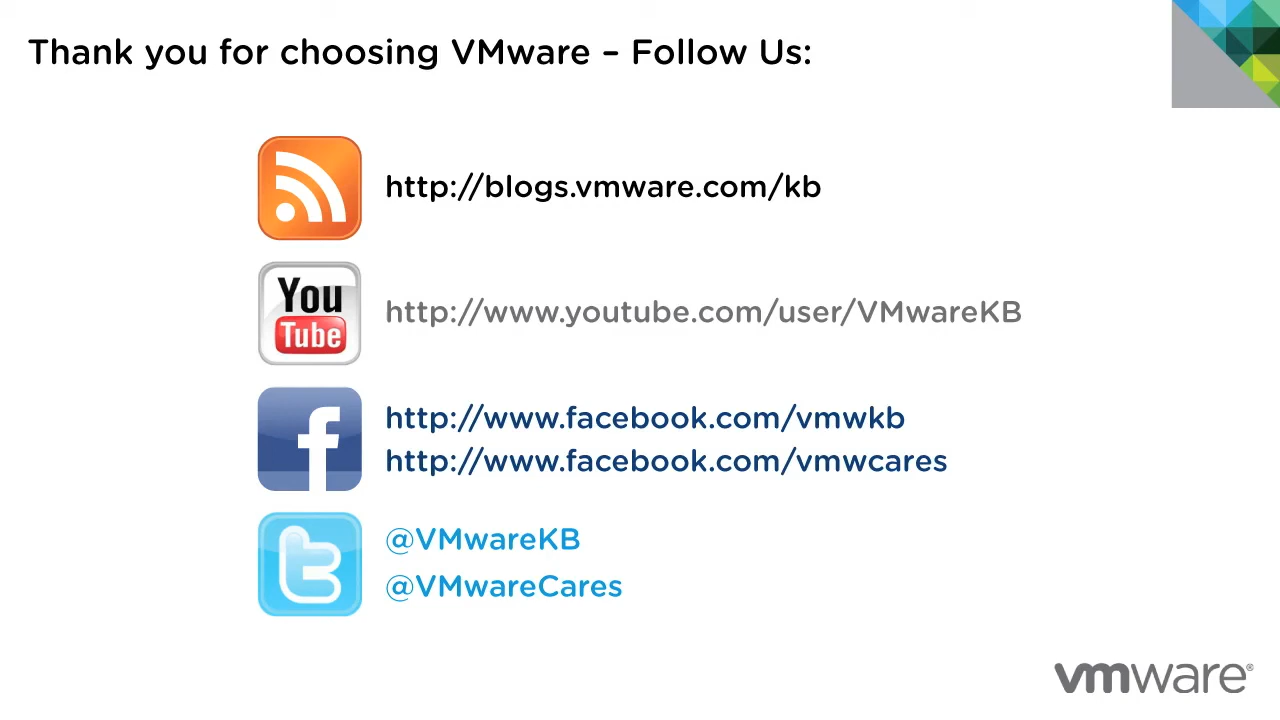 Thank you for choosing VMware – Follow Us:
http://blogs.vmware.com/kb
You
Tube
http://www.youtube.com/user/VMwareKB
f
http://www.facebook.com/vmwkb
http://www.facebook.com/vmwcares
t
@VMwareKB
@VMwareCares
vmware®